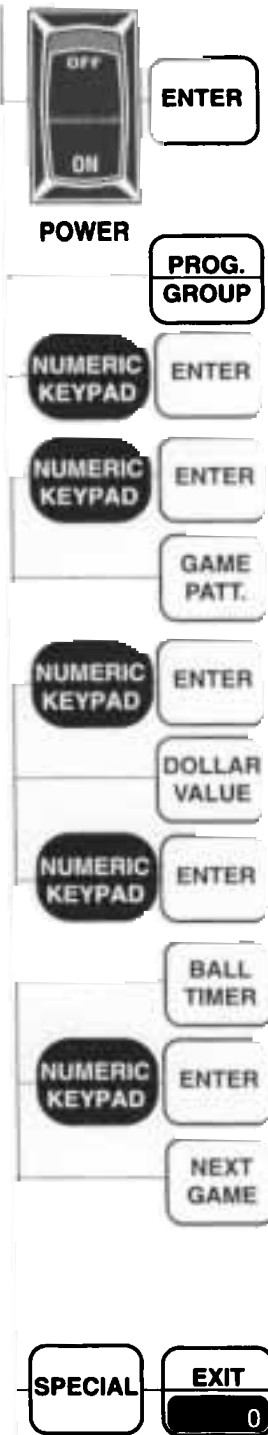 OFF
ON
ENTER
POWER
PROG.
GROUP
NUMERIC
KEYPAD
ENTER
NUMERIC
KEYPAD
ENTER
GAME
PATT.
NUMERIC
KEYPAD
ENTER
DOLLAR
VALUE
NUMERIC
KEYPAD
ENTER
BALL
TIMER
NUMERIC
KEYPAD
ENTER
NEXT
GAME
SPECIAL
EXIT
0